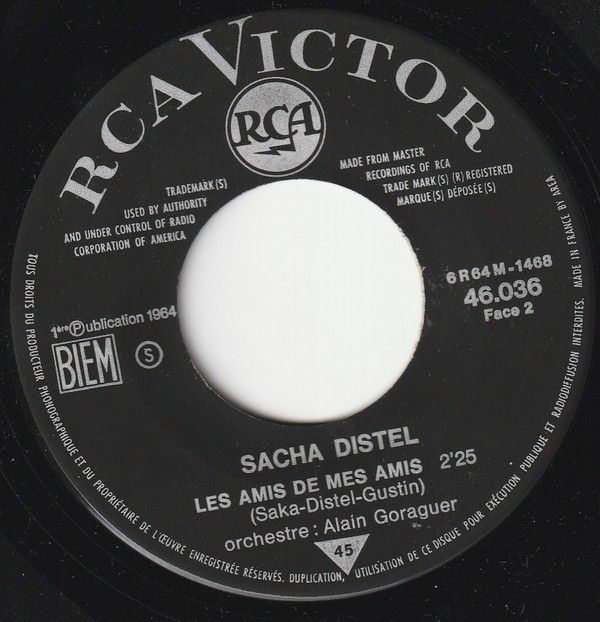 RCA VICTOR
RCA
TRADEMARK(S)
USED BY AUTHORITY
AND UNDER CONTROL OF RADIO
CORPORATION OF AMERICA
MADE FROM MASTER
RECORDINGS OF RCA
TRADE MARK(S) (R) REGISTERED
MARQUE(S) DÉPOSÉE(S)
1ère Ⓟublication 1964
BIEM
S
6 R 64 M - 1468
46.036
Face 2
SACHA DISTEL
LES AMIS DE MES AMIS 2'25
(Saka-Distel-Gustin)
orchestre : Alain Goraguer
45
TOUS DROITS DU PRODUCTEUR PHONOGRAPHIQUE ET DU PROPRIÉTAIRE DE L'ŒUVRE ENREGISTRÉE RÉSERVÉS. DUPLICATION, UTILISATION DE CE DISQUE POUR EXÉCUTION PUBLIQUE ET RADIODIFFUSION INTERDITES. MADE IN FRANCE BY AREA